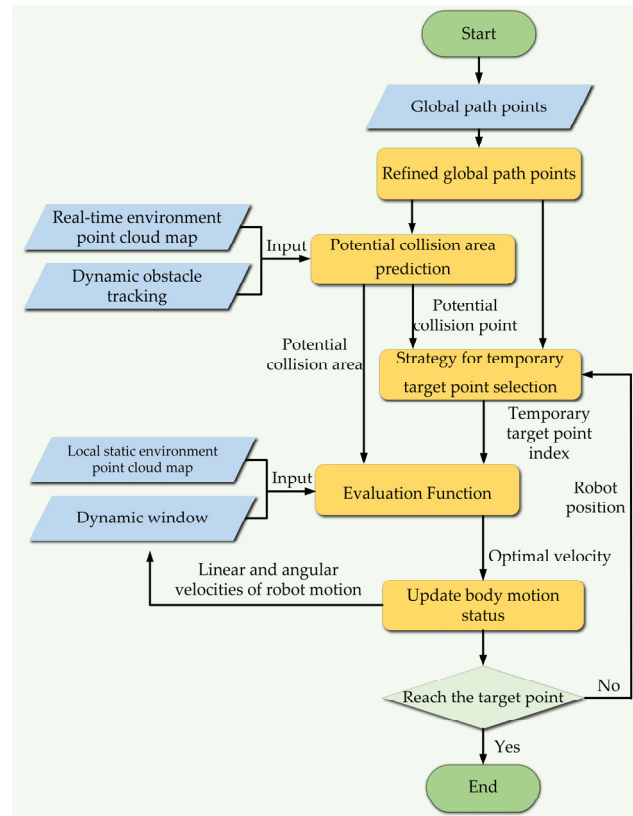 Start
Global path points
Refined global path points
Real-time environment
point cloud map
Input
Dynamic obstacle
tracking
Potential collision area
prediction
Potential
collision point
Potential
collision area
Strategy for temporary
target point selection
Temporary
target point
index
Robot
position
Local static environment
point cloud map
Input
Dynamic window
Evaluation Function
Optimal velocity
Linear and angular
velocities of robot motion
Update body motion
status
Reach the target point
No
Yes
End